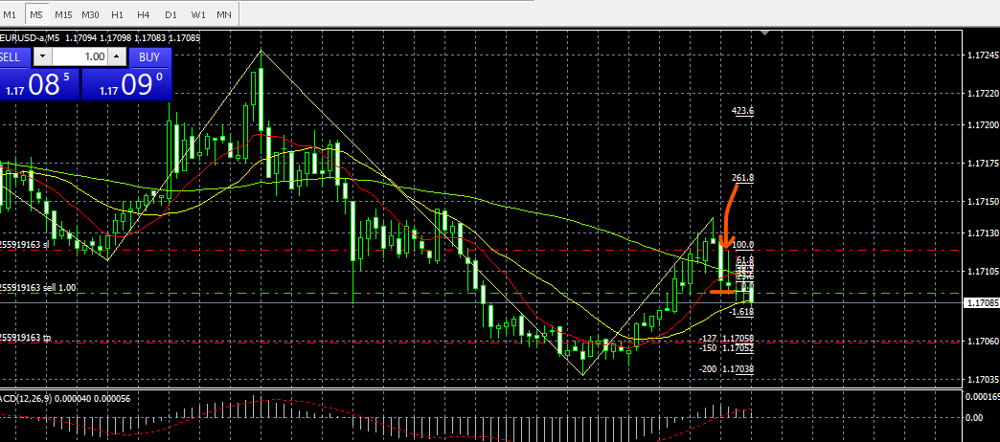 M1 M5 M15 M30 H1 H4 D1 W1 MN
EURUSD-a,M5 1.17094 1.17098 1.17083 1.17085
SELL 1.00 BUY
1.17 08 5
1.17 09 0
1.17245
1.17220
1.17200
1.17175
1.17150
1.17130
1.17105
1.17085
1.17060
1.17035
423.6
261.8
100.0
61.8
0.0
-1.618
-127 1.17058
-150 1.17052
-200 1.17038
255919163 sl
255919163 sell 1.00
255919163 tp
ACD(12,26,9) 0.000040 0.000056
0.000169
0.00